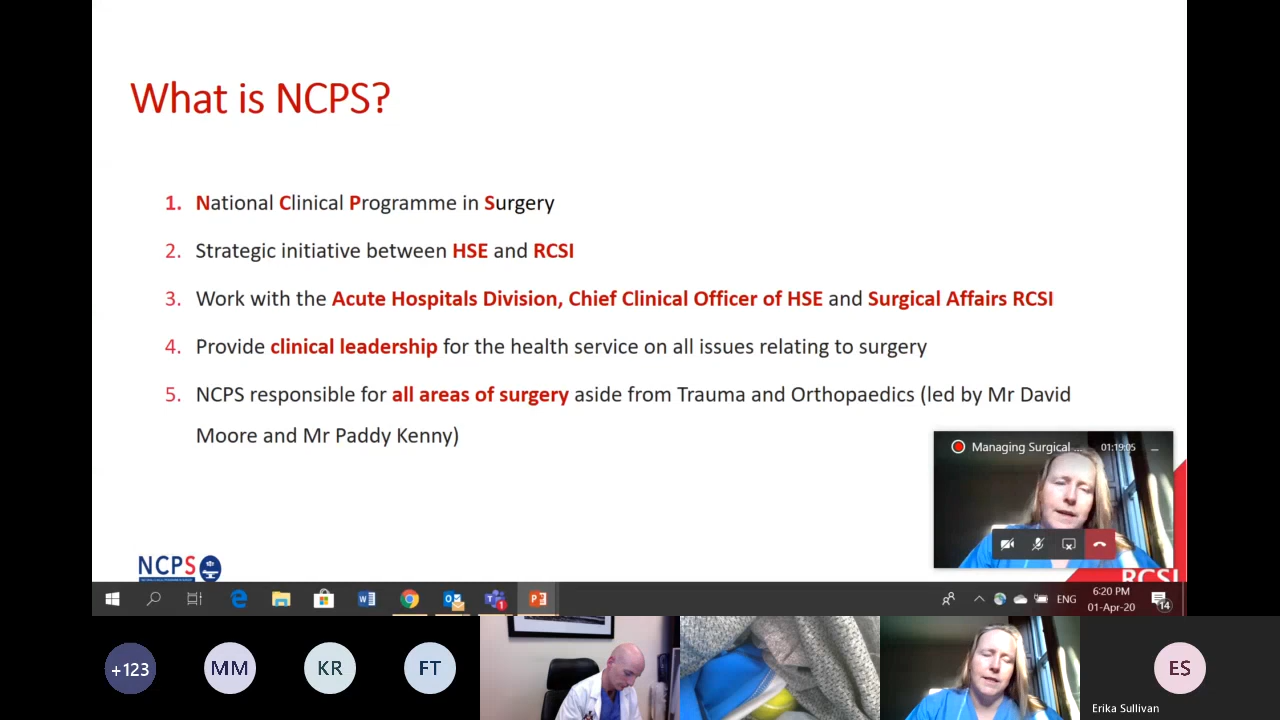 What is NCPS?
1. National Clinical Programme in Surgery
2. Strategic initiative between HSE and RCSI
3. Work with the Acute Hospitals Division, Chief Clinical Officer of HSE and Surgical Affairs RCSI
4. Provide clinical leadership for the health service on all issues relating to surgery
5. NCPS responsible for all areas of surgery aside from Trauma and Orthopaedics (led by Mr David
Moore and Mr Paddy Kenny)
Managing Surgical ... 01:19:05
NCPS
RCSI
ENG
6:20 PM
01-Apr-20
14
1
+123
MM
KR
FT
ES
Erika Sullivan